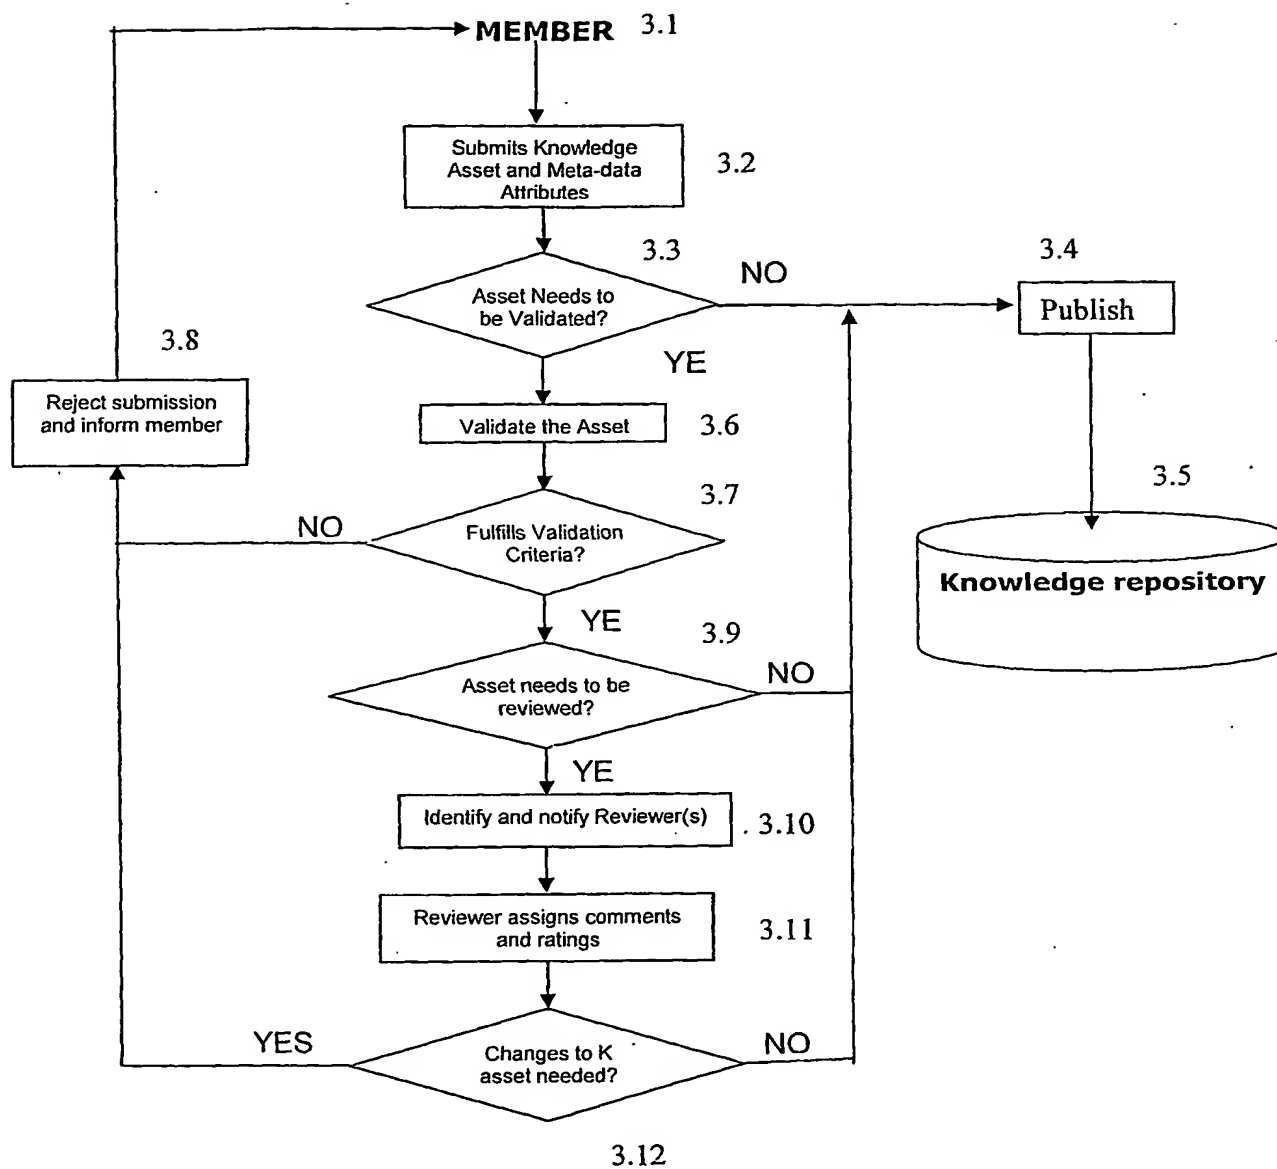 MEMBER 3.1
Submits Knowledge
Asset and Meta-data
Attributes
3.2
3.3
Asset Needs to
be Validated?
NO
3.4
Publish
YE
3.8
Reject submission
and inform member
Validate the Asset
3.6
3.7
3.5
Knowledge repository
Fulfills Validation
Criteria?
NO
YE
3.9
Asset needs to be
reviewed?
NO
YE
Identify and notify Reviewer(s)
3.10
Reviewer assigns comments
and ratings
3.11
Changes to K
asset needed?
YES
NO
3.12